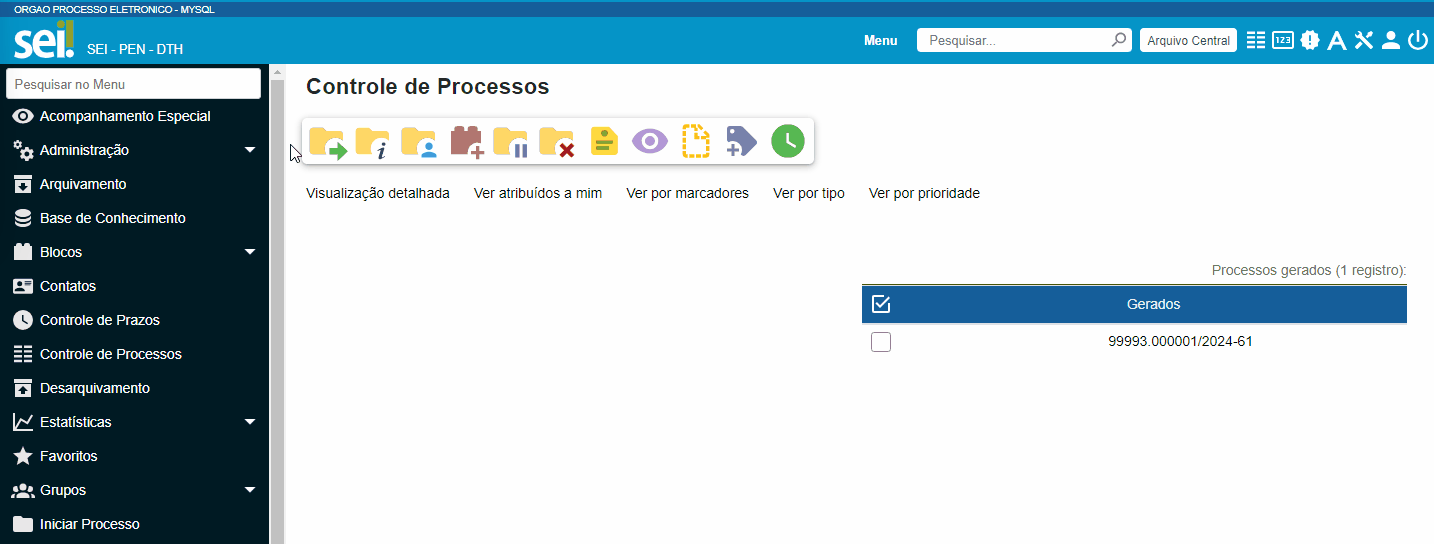 ORGAO PROCESSO ELETRONICO - MYSQL
sei!
SEI - PEN - DTH
Menu
Pesquisar...
Arquivo Central
123
A
Pesquisar no Menu
Acompanhamento Especial
Administração
Arquivamento
Base de Conhecimento
Blocos
Contatos
Controle de Prazos
Controle de Processos
Desarquivamento
Estatísticas
Favoritos
Grupos
Iniciar Processo
Controle de Processos
i
Visualização detalhada
Ver atribuídos a mim
Ver por marcadores
Ver por tipo
Ver por prioridade
Processos gerados (1 registro):
Gerados
99993.000001/2024-61